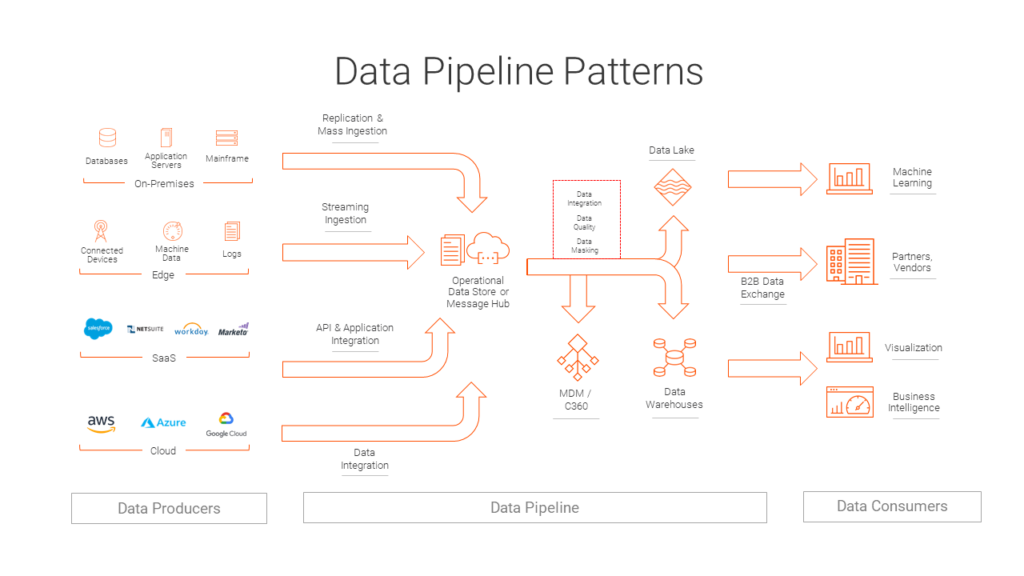 Data Pipeline Patterns
Replication &
Mass Ingestion
Databases
Application
Servers
Mainframe
On-Premises
Streaming
Ingestion
Connected
Devices
Machine
Data
Logs
Edge
salesforce
NETSUITE
workday.
Marketo
SaaS
API & Application
Integration
aws
Azure
Google Cloud
Cloud
Data
Integration
Operational
Data Store or
Message Hub
Data
Integration
Data
Quality
Data
Masking
Data Lake
MDM /
C360
Data
Warehouses
B2B Data
Exchange
Machine
Learning
Partners,
Vendors
Visualization
Business
Intelligence
Data Producers
Data Pipeline
Data Consumers